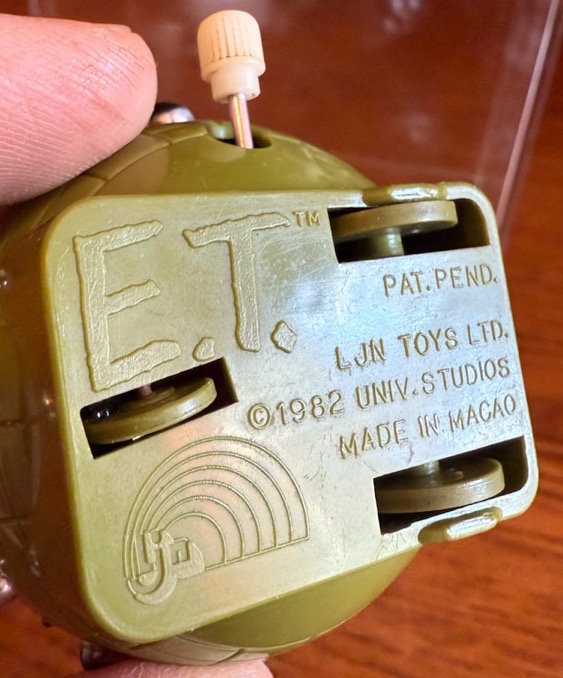 E.T.™
PAT. PEND.
LJN TOYS LTD.
©1982 UNIV. STUDIOS
MADE IN MACAO
ljn